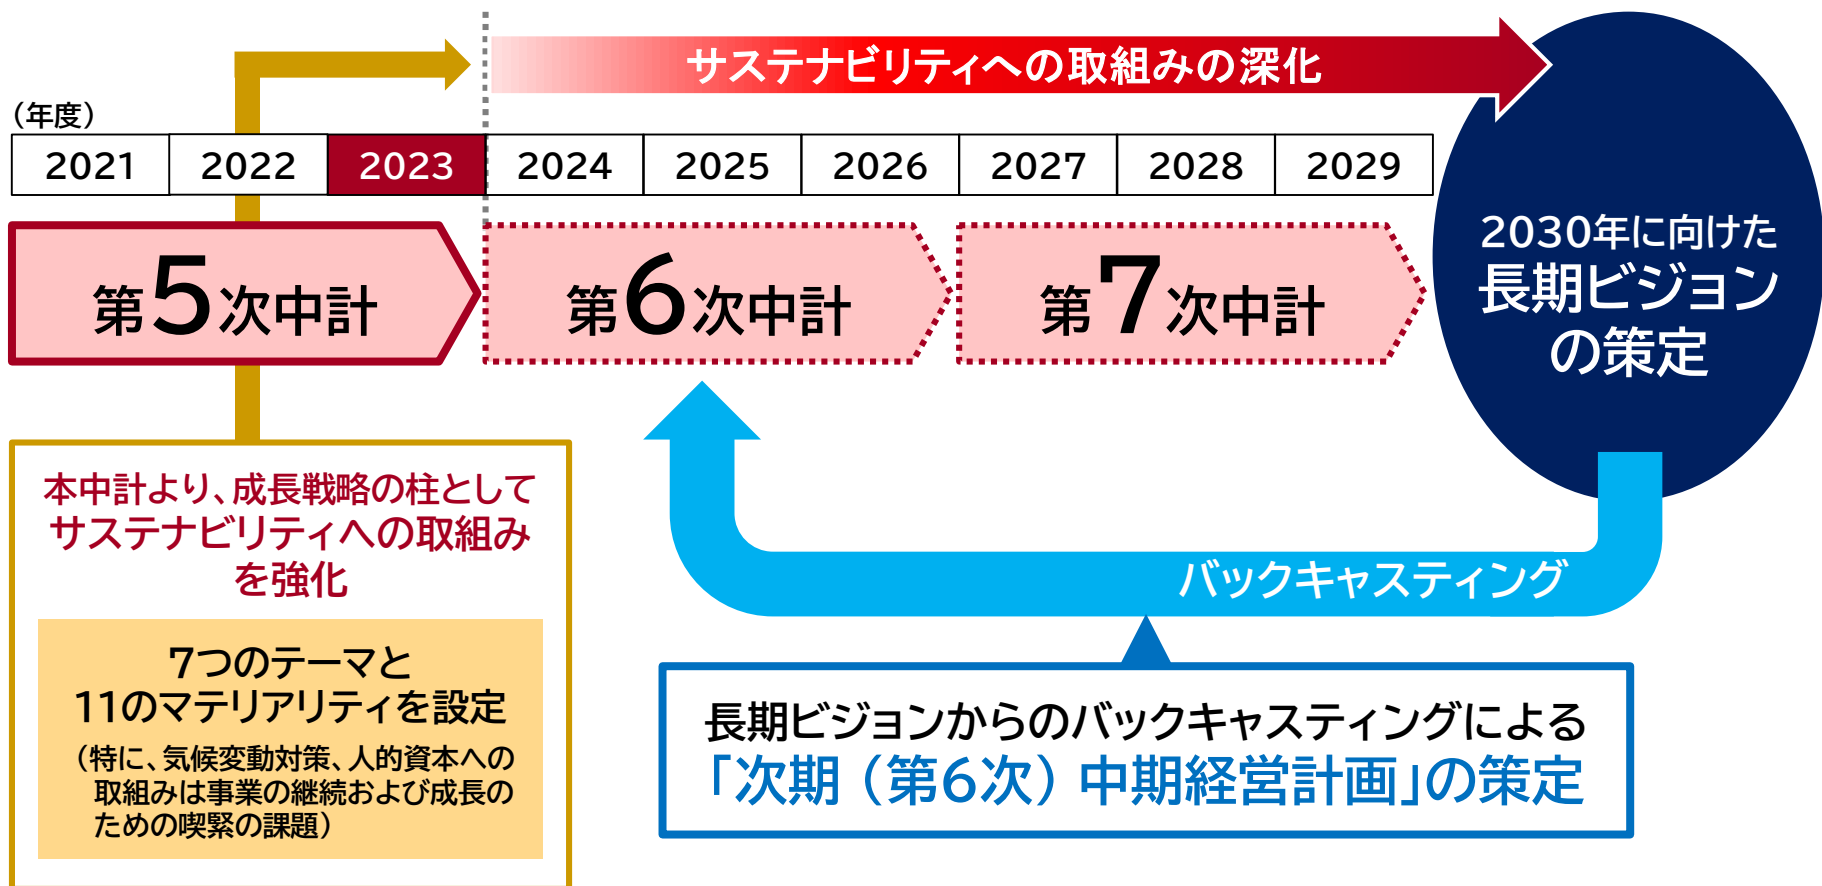 サステナビリティへの取組みの深化
（年度）
2021 2022 2023 2024 2025 2026 2027 2028 2029
第5次中計 第6次中計 第7次中計
2030年に向けた
長期ビジョン
の策定
本中計より、成長戦略の柱として
サステナビリティへの取組み
を強化
7つのテーマと
11のマテリアリティを設定
（特に、気候変動対策、人的資本への
取組みは事業の継続および成長の
ための喫緊の課題）
バックキャスティング
長期ビジョンからのバックキャスティングによる
「次期（第6次）中期経営計画」の策定